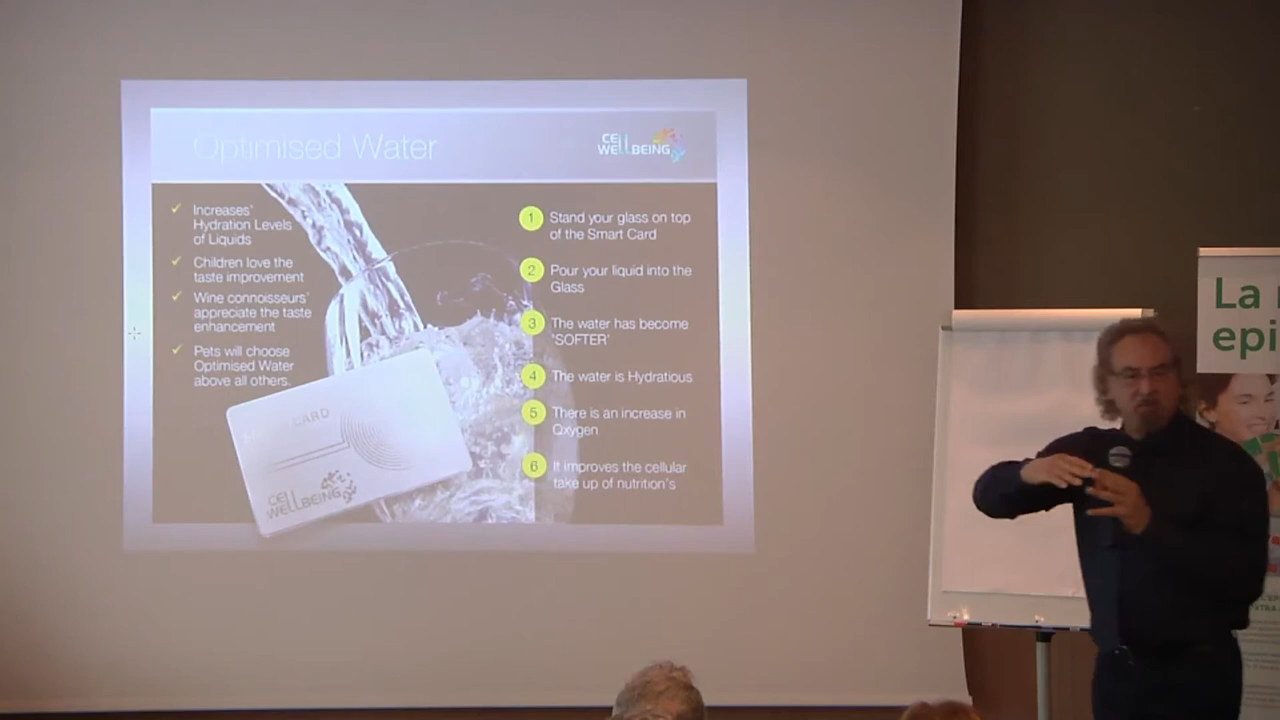 Optimised Water
CELL
WELLBEING
Increases'
Hydration Levels
of Liquids
Children love the
taste improvement
Wine connoisseurs'
appreciate the taste
enhancement
Pets will choose
Optimised Water
above all others.
1 Stand your glass on top
of the Smart Card
2 Pour your liquid into the
Glass
3 The water has become
'SOFTER'
4 The water is Hydratious
5 There is an increase in
Oxygen
6 It improves the cellular
take up of nutrition's
CARD
CELL
WELLBEING
La
epi